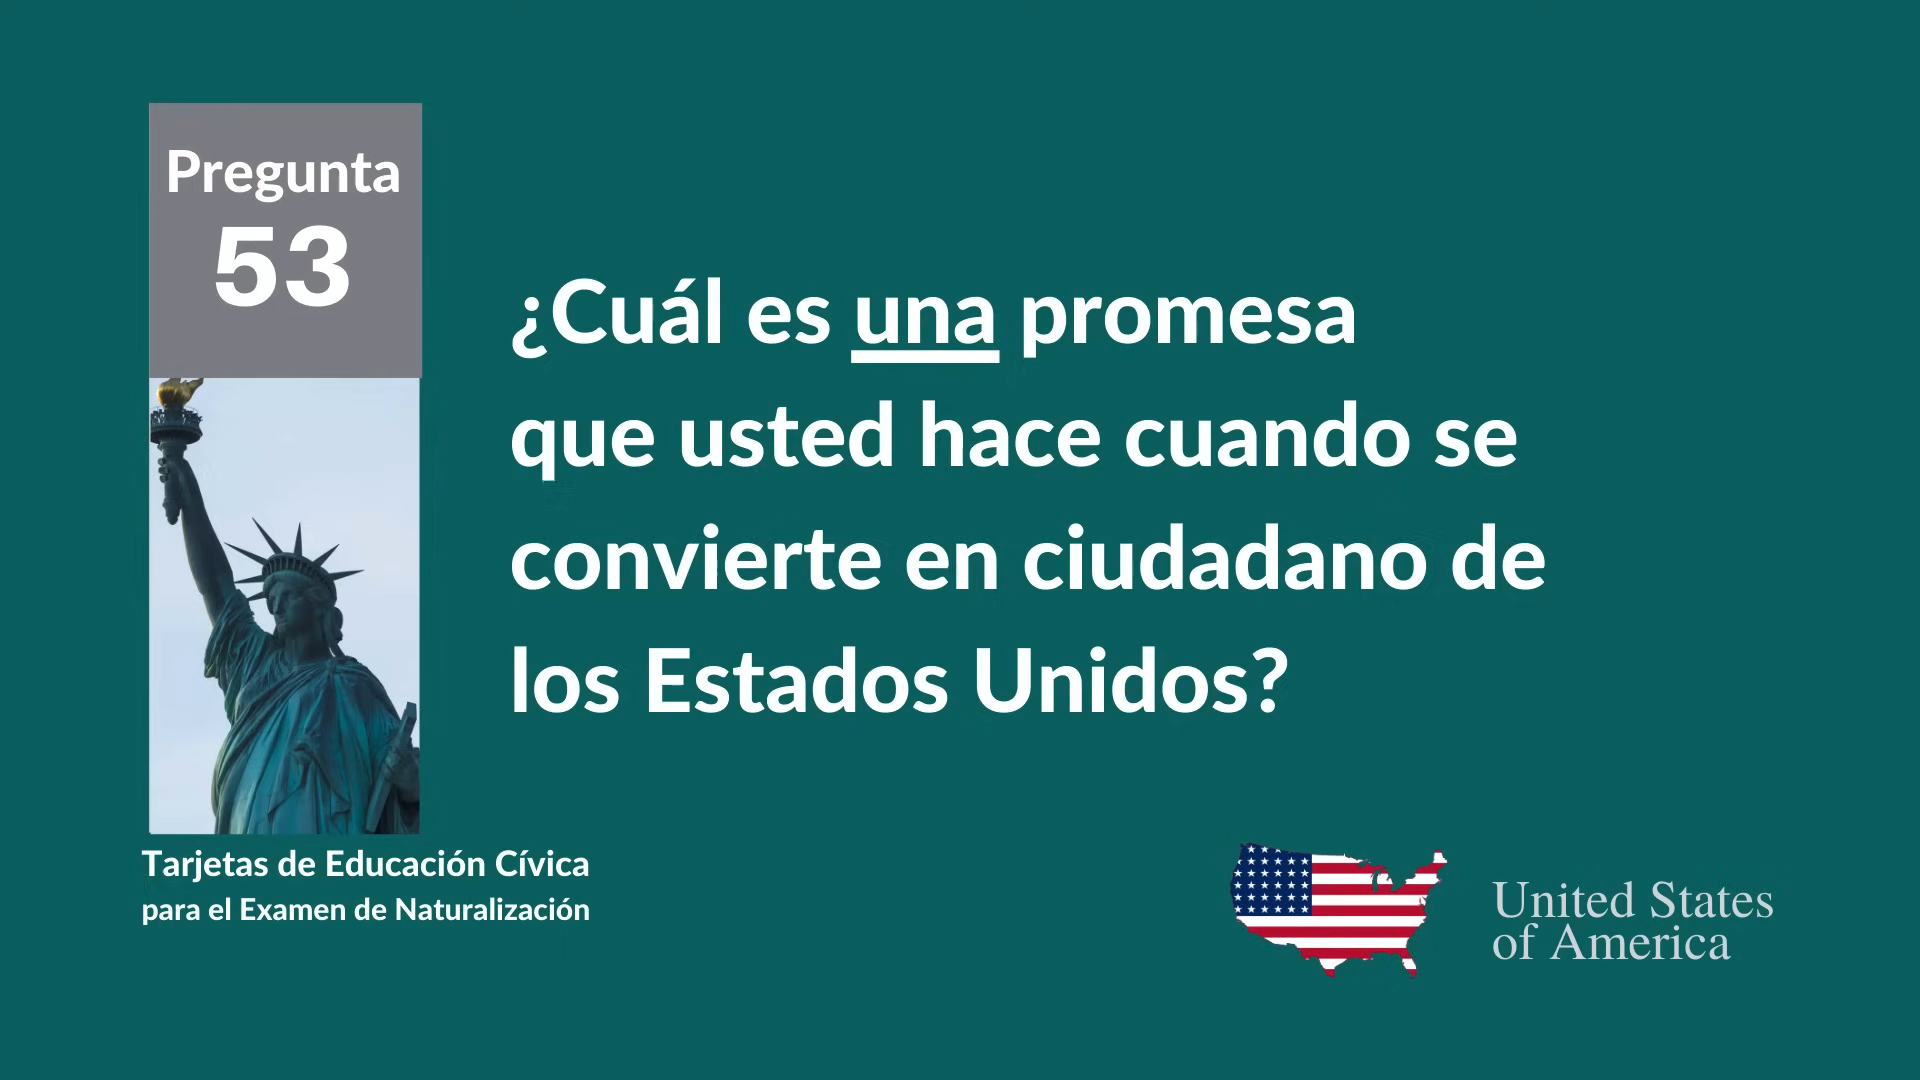 Pregunta
53
¿Cuál es una promesa
que usted hace cuando se
convierte en ciudadano de
los Estados Unidos?
Tarjetas de Educación Cívica
para el Examen de Naturalización
United States
of America